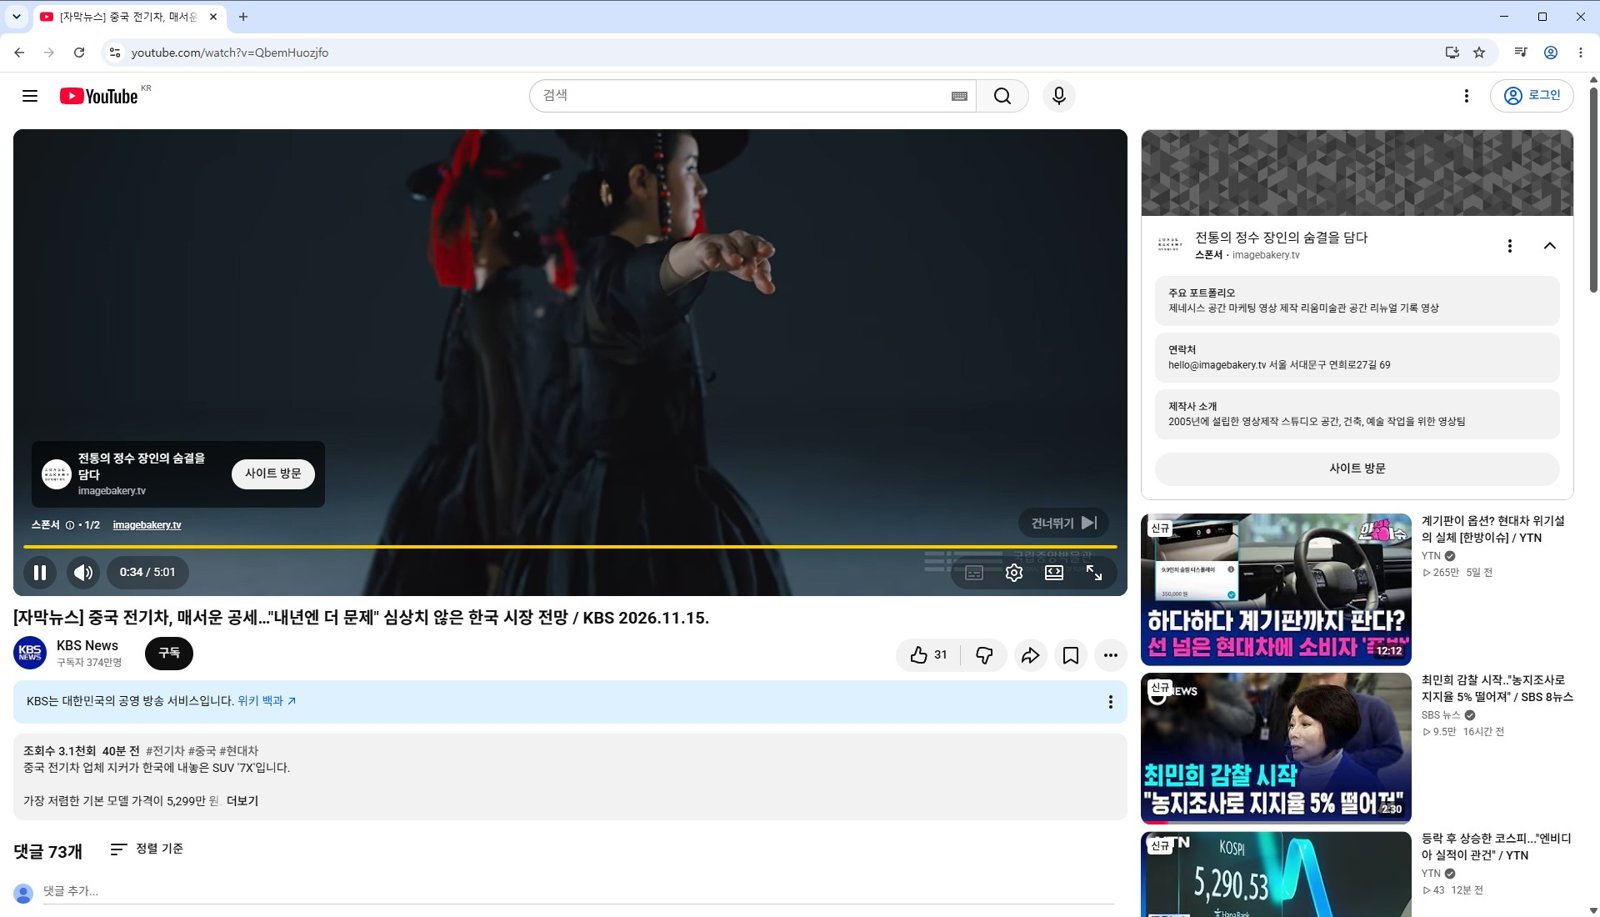 [자막뉴스] 중국 전기차, 매서운
youtube.com/watch?v=QbemHuozjfo
YouTube KR
검색
로그인
전통의 정수 장인의 숨결을
담다
imagebakery.tv
사이트 방문
스폰서 • 1/2 imagebakery.tv
건너뛰기
국립중앙박물관
0:34 / 5:01
[자막뉴스] 중국 전기차, 매서운 공세…"내년엔 더 문제" 심상치 않은 한국 시장 전망 / KBS 2026.11.15.
KBS NEWS
KBS News
구독자 374만명
구독
31
KBS는 대한민국의 공영 방송 서비스입니다. 위키 백과
조회수 3.1천회 40분 전 #전기차 #중국 #현대차
중국 전기차 업체 지커가 한국에 내놓은 SUV '7X'입니다.
가장 저렴한 기본 모델 가격이 5,299만 원. 더보기
댓글 73개
정렬 기준
댓글 추가...
전통의 정수 장인의 숨결을 담다
스폰서 · imagebakery.tv
주요 포트폴리오
제네시스 공간 마케팅 영상 제작 리움미술관 공간 리뉴얼 기록 영상
연락처
hello@imagebakery.tv 서울 서대문구 연희로27길 69
제작사 소개
2005년에 설립한 영상제작 스튜디오 공간, 건축, 예술 작업을 위한 영상팀
사이트 방문
신규
350,000 원
하다하다 계기판까지 판다?
선 넘은 현대차에 소비자
12:12
계기판이 옵션? 현대차 위기설
의 실체 [한방이슈] / YTN
YTN
265만 5일 전
신규
NEWS
최민희 감찰 시작
"농지조사로 지지율 5% 떨어져"
2:30
최민희 감찰 시작.."농지조사로
지지율 5% 떨어져" / SBS 8뉴스
SBS 뉴스
9.5만 16시간 전
신규
YTN
KOSPI
5,290.53
HanaBank
등락 후 상승한 코스피..."엔비디
아 실적이 관건" / YTN
YTN
43 12분 전